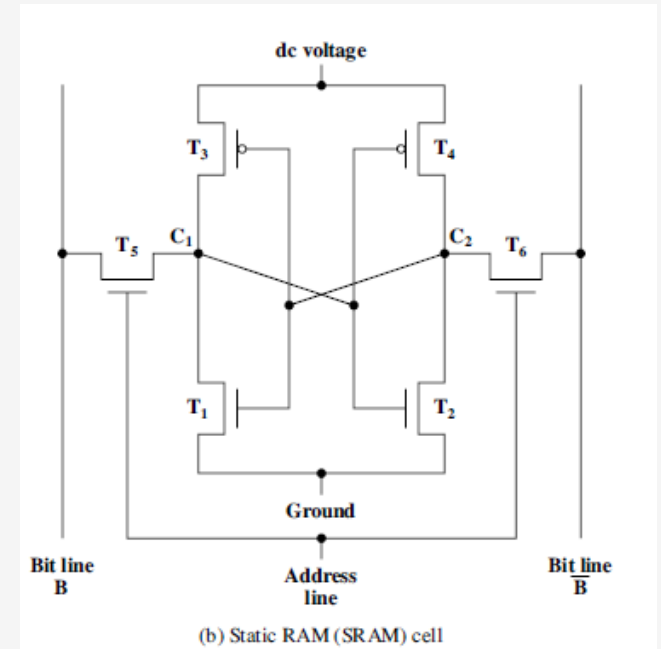 dc voltage
T3
T4
T5
C1
C2
T6
T1
T2
Ground
Bit line
B
Address
line
Bit line
B̅
(b) Static RAM (SRAM) cell